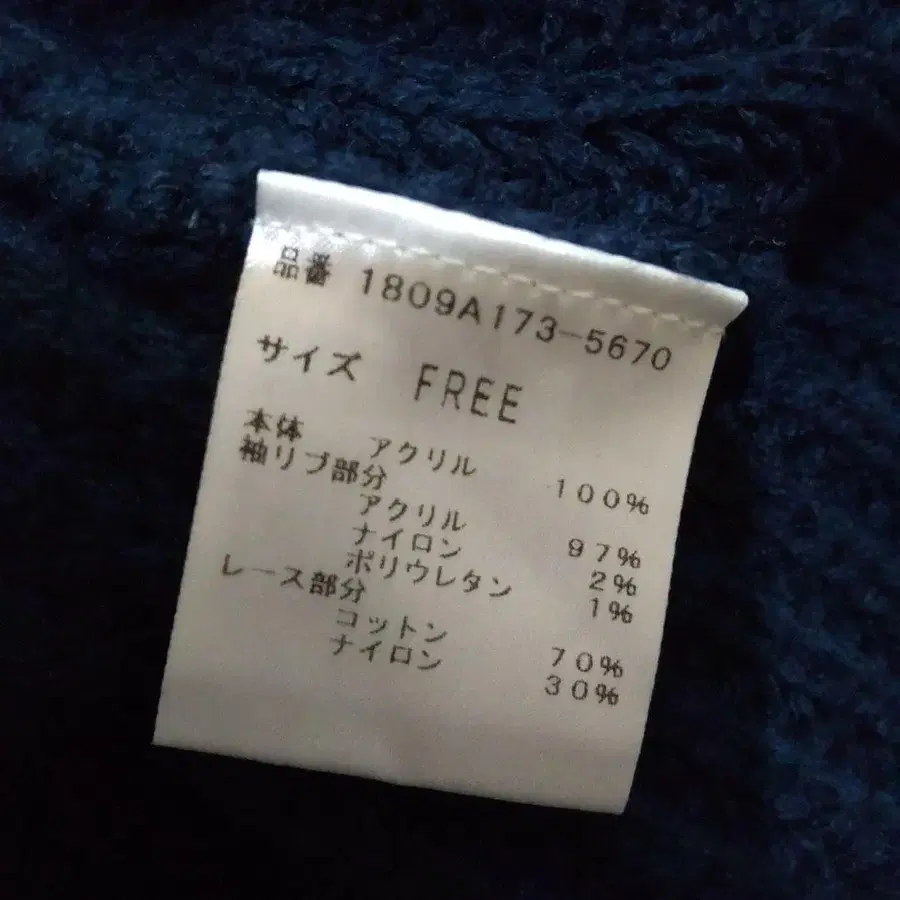 品番 1809A173-5670
サイズ FREE
本体 アクリル 100%
袖リブ部分
アクリル 97%
ナイロン 2%
ポリウレタン 1%
レース部分
コットン 70%
ナイロン 30%